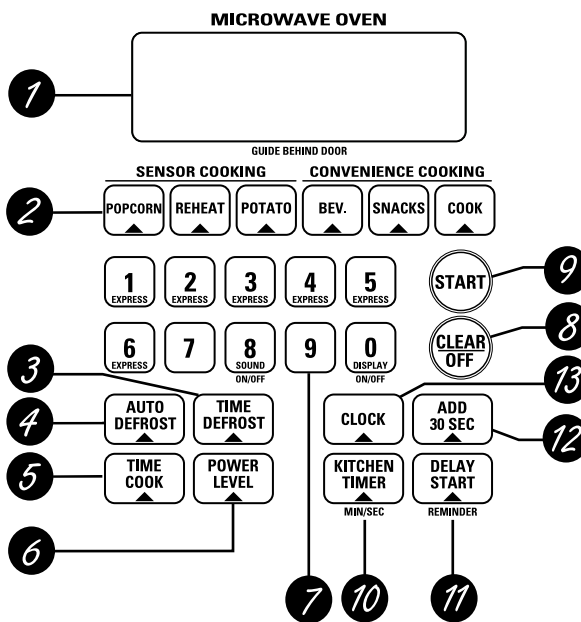 MICROWAVE OVEN
1
GUIDE BEHIND DOOR
SENSOR COOKING CONVENIENCE COOKING
2 POPCORN REHEAT POTATO BEV. SNACKS COOK
1 2 3 4 5
EXPRESS EXPRESS EXPRESS EXPRESS EXPRESS
START 9
6 7 8 9 0
EXPRESS SOUND DISPLAY
ON/OFF ON/OFF
CLEAR
OFF
8
3
13
4 AUTO
DEFROST
TIME
DEFROST
CLOCK
ADD
30 SEC
12
5 TIME
COOK
POWER
LEVEL
KITCHEN
TIMER
DELAY
START
MIN/SEC REMINDER
6
7 10 11